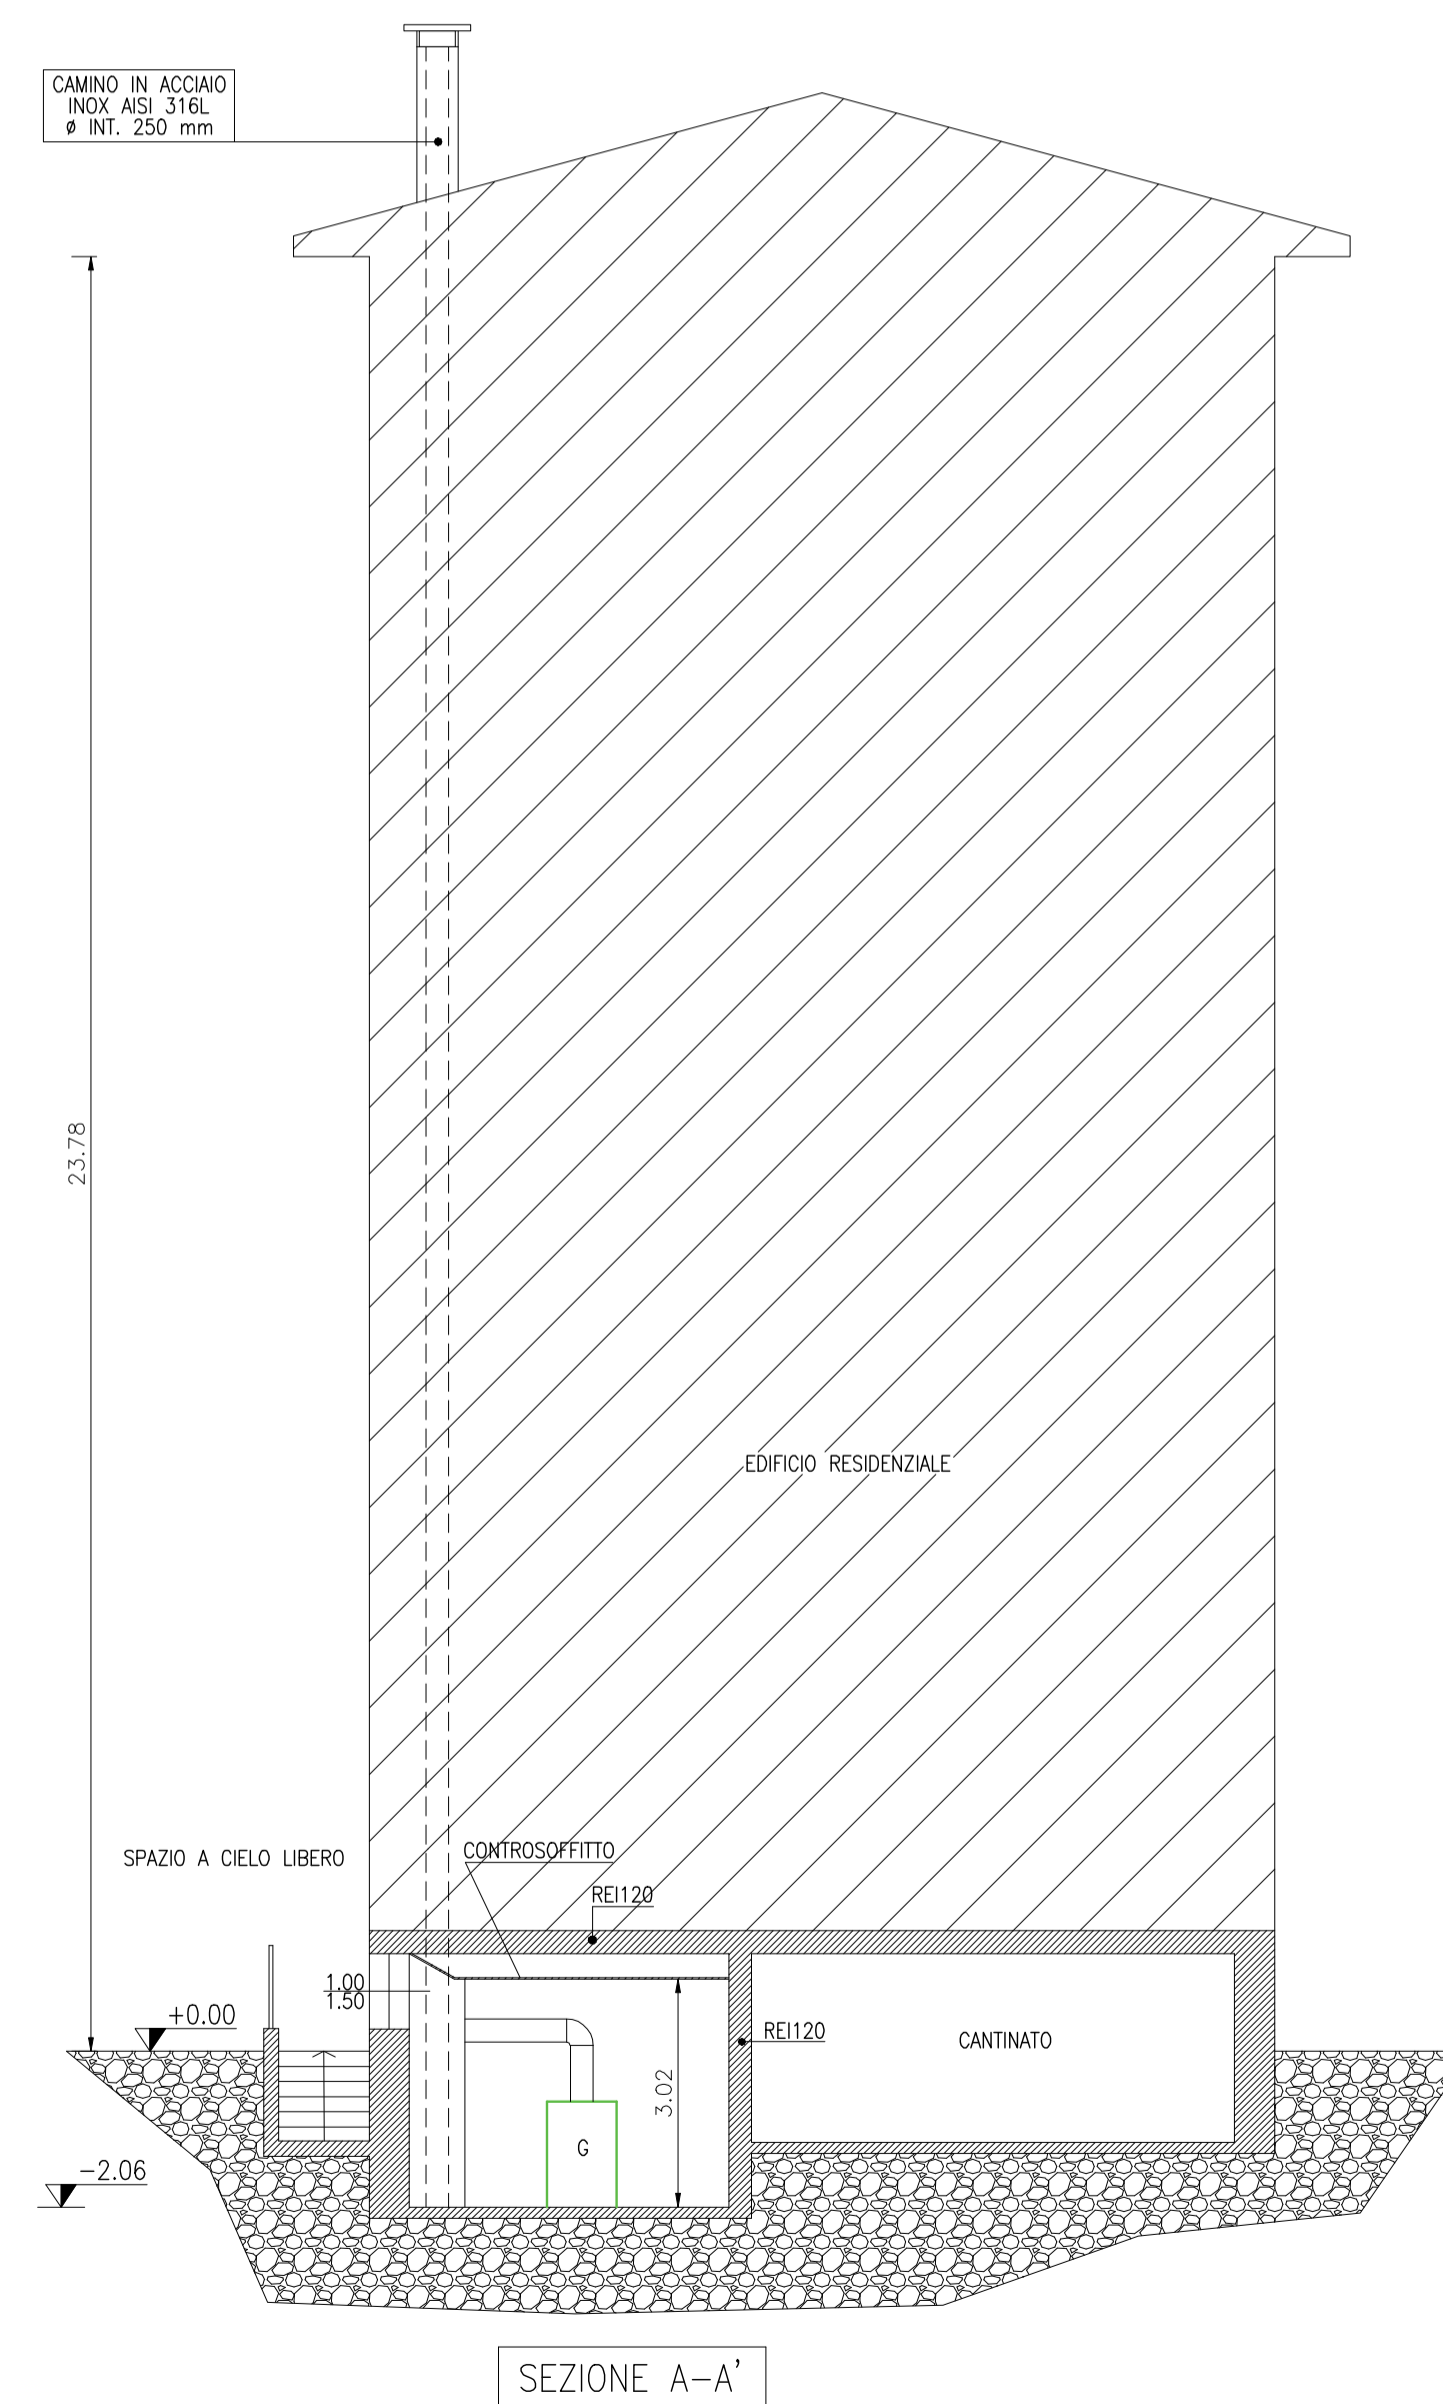 CAMINO IN ACCIAIO
INOX AISI 316L
ø INT. 250 mm
23.78
EDIFICIO RESIDENZIALE
SPAZIO A CIELO LIBERO
CONTROSOFFITTO
REI120
1.00
1.50
+0.00
REI120
CANTINATO
3.02
G
-2.06
SEZIONE A-A'